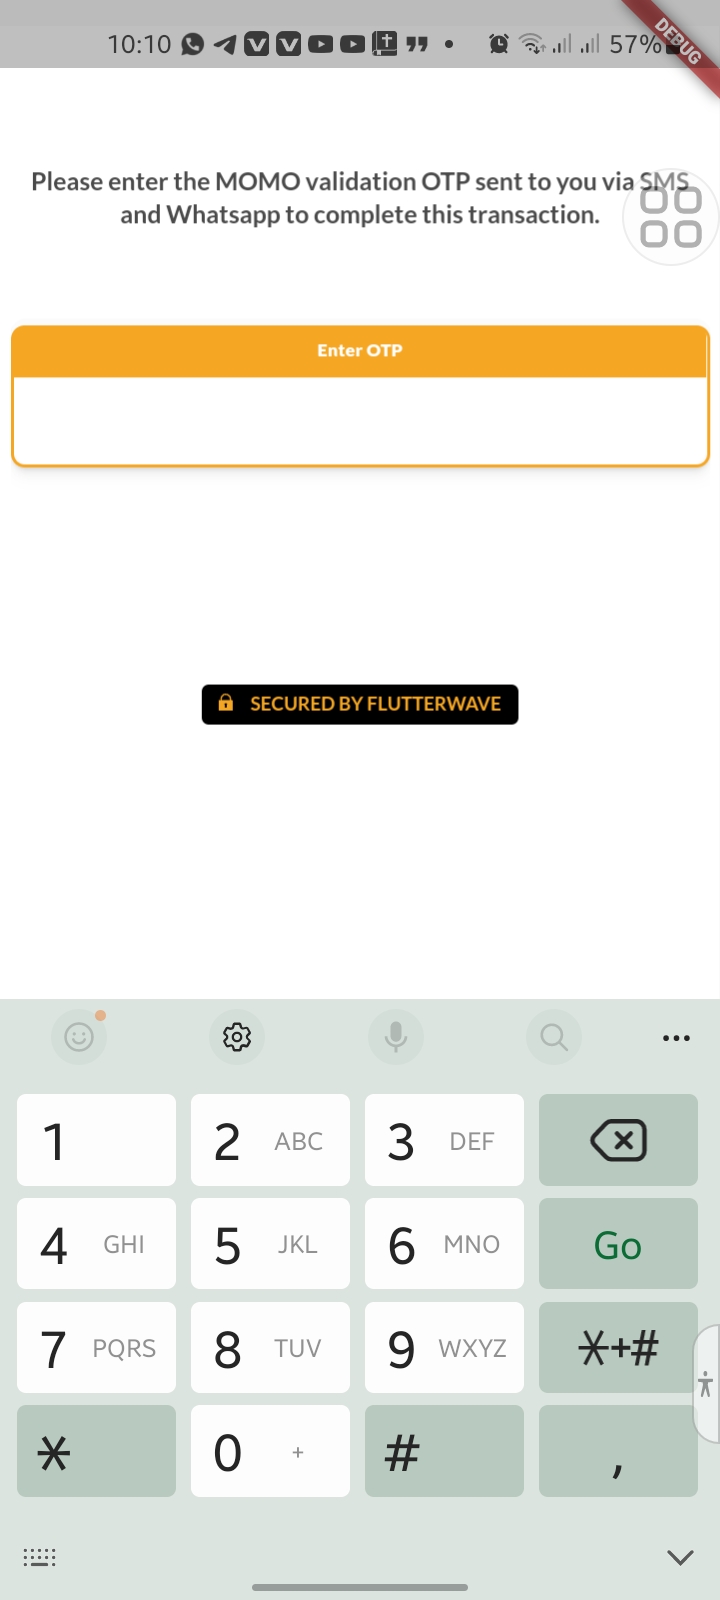 10:10 57%
DEBUG
Please enter the MOMO validation OTP sent to you via SMS
and Whatsapp to complete this transaction.
Enter OTP
SECURED BY FLUTTERWAVE
1 2 ABC 3 DEF
4 GHI 5 JKL 6 MNO Go
7 PQRS 8 TUV 9 WXYZ *+#
* 0 + # ,